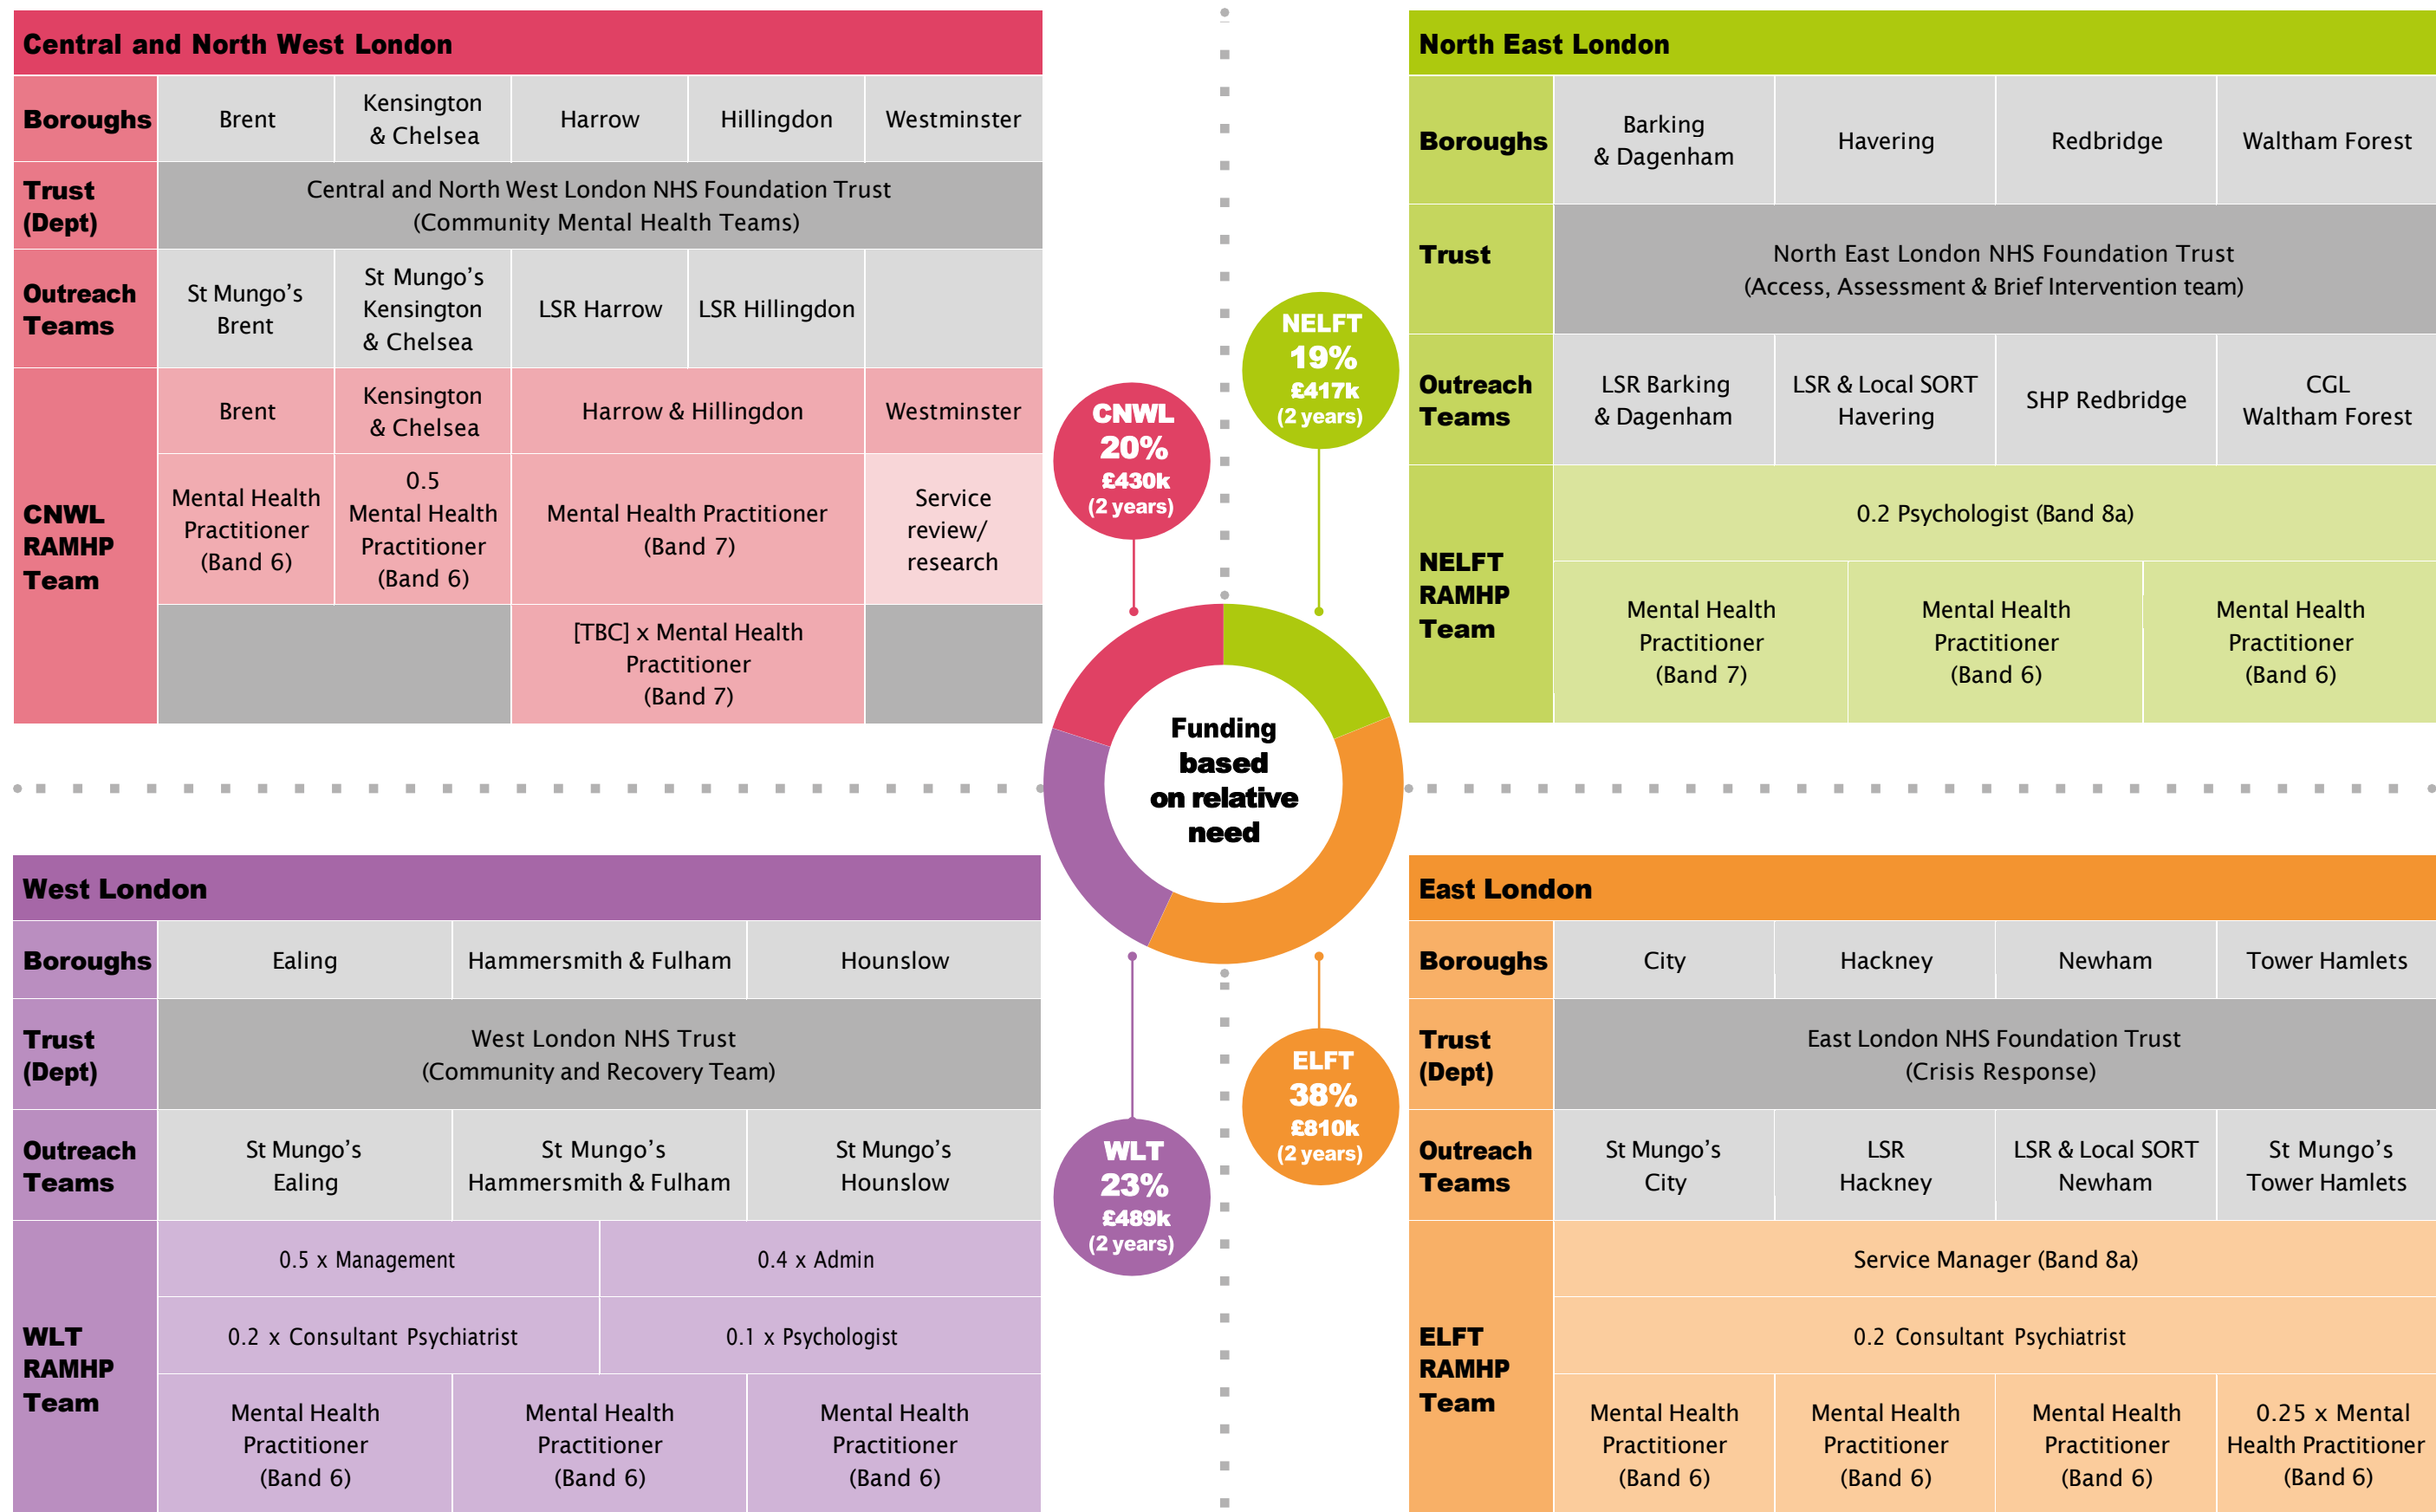 Central and North West London
Boroughs
Brent
Kensington
& Chelsea
Harrow
Hillingdon
Westminster
Trust
(Dept)
Central and North West London NHS Foundation Trust
(Community Mental Health Teams)
Outreach
Teams
St Mungo’s
Brent
St Mungo’s
Kensington
& Chelsea
LSR Harrow
LSR Hillingdon
CNWL
RAMHP
Team
Brent
Kensington
& Chelsea
Harrow & Hillingdon
Westminster
Mental Health
Practitioner
(Band 6)
0.5
Mental Health
Practitioner
(Band 6)
Mental Health Practitioner
(Band 7)
Service
review/
research
[TBC] x Mental Health
Practitioner
(Band 7)
North East London
Boroughs
Barking
& Dagenham
Havering
Redbridge
Waltham Forest
Trust
North East London NHS Foundation Trust
(Access, Assessment & Brief Intervention team)
Outreach
Teams
LSR Barking
& Dagenham
LSR & Local SORT
Havering
SHP Redbridge
CGL
Waltham Forest
NELFT
RAMHP
Team
0.2 Psychologist (Band 8a)
Mental Health
Practitioner
(Band 7)
Mental Health
Practitioner
(Band 6)
Mental Health
Practitioner
(Band 6)
CNWL
20%
£430k
(2 years)
NELFT
19%
£417k
(2 years)
Funding
based
on relative
need
WLT
23%
£489k
(2 years)
ELFT
38%
£810k
(2 years)
West London
Boroughs
Ealing
Hammersmith & Fulham
Hounslow
Trust
(Dept)
West London NHS Trust
(Community and Recovery Team)
Outreach
Teams
St Mungo’s
Ealing
St Mungo’s
Hammersmith & Fulham
St Mungo’s
Hounslow
WLT
RAMHP
Team
0.5 x Management
0.4 x Admin
0.2 x Consultant Psychiatrist
0.1 x Psychologist
Mental Health
Practitioner
(Band 6)
Mental Health
Practitioner
(Band 6)
Mental Health
Practitioner
(Band 6)
East London
Boroughs
City
Hackney
Newham
Tower Hamlets
Trust
(Dept)
East London NHS Foundation Trust
(Crisis Response)
Outreach
Teams
St Mungo’s
City
LSR
Hackney
LSR & Local SORT
Newham
St Mungo’s
Tower Hamlets
ELFT
RAMHP
Team
Service Manager (Band 8a)
0.2 Consultant Psychiatrist
Mental Health
Practitioner
(Band 6)
Mental Health
Practitioner
(Band 6)
Mental Health
Practitioner
(Band 6)
0.25 x Mental
Health Practitioner
(Band 6)